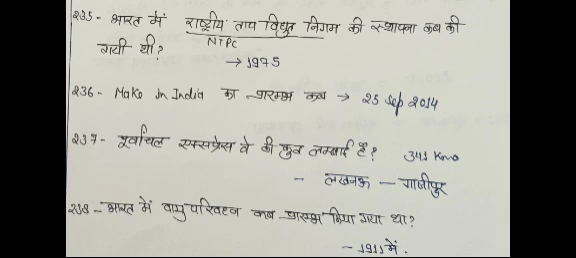 235- भारत में राष्ट्रीय ताप विद्युत निगम की स्थापना कब की
NTPC
गयी थी?
→ 1975
236- Make in India का प्रारम्भ कब → 25 Sep 2014
237- पूर्वांचल एक्सप्रेस वे की कुल लम्बाई है? 341 Km
- लखनऊ - गाजीपुर
238- भारत में वायु परिवहन कब प्रारम्भ किया गया था?
- 1911 में.